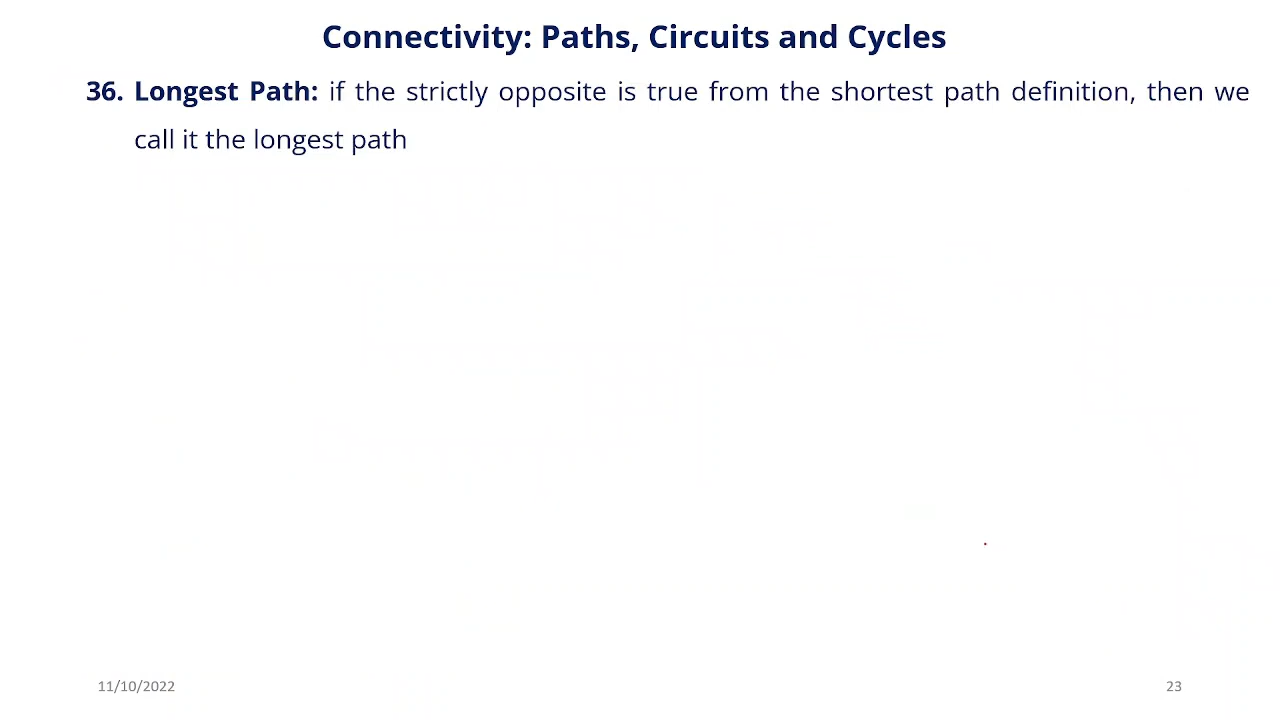 Connectivity: Paths, Circuits and Cycles
36. Longest Path: if the strictly opposite is true from the shortest path definition, then we
call it the longest path
11/10/2022
23